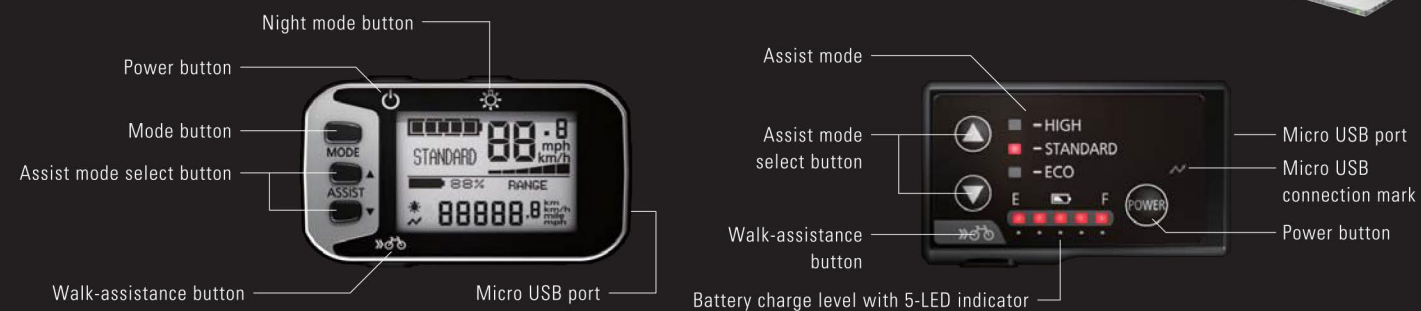 Night mode button
Power button
Mode button
Assist mode select button
Walk-assistance button
Micro USB port
MODE
ASSIST
STANDARD
88.8
mph
km/h
88%
RANGE
88888.8
km
km/h
mile
mph
Assist mode
Assist mode
select button
Walk-assistance
button
Battery charge level with 5-LED indicator
Micro USB port
Micro USB
connection mark
Power button
- HIGH
- STANDARD
- ECO
E F
POWER